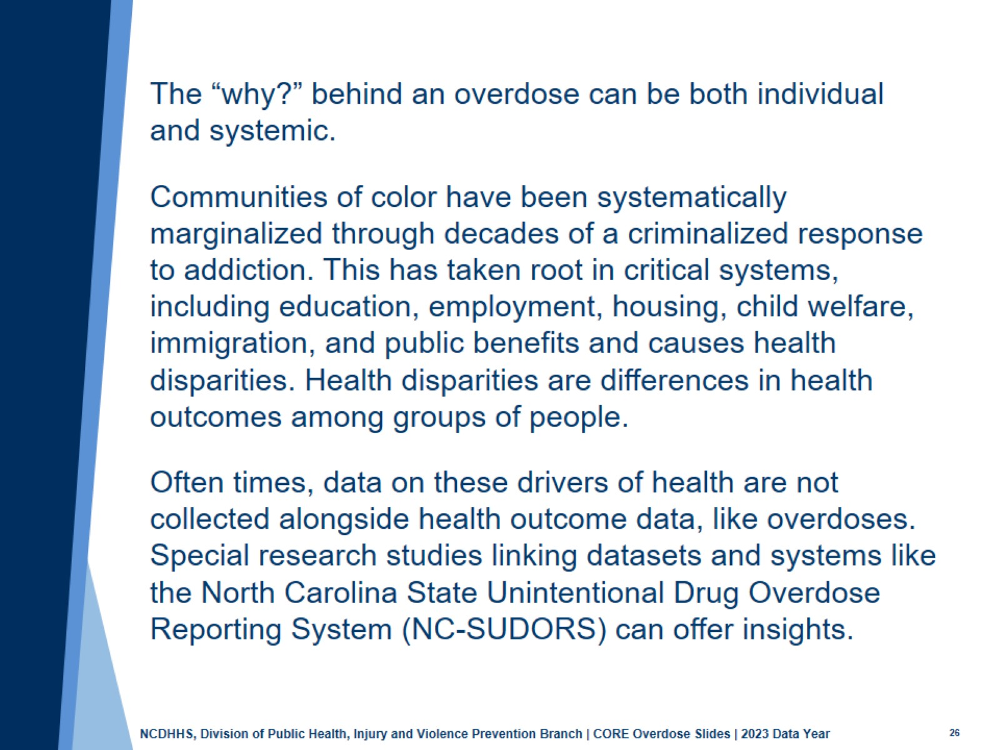 The “why?” behind an overdose can be both individual
and systemic.
Communities of color have been systematically
marginalized through decades of a criminalized response
to addiction. This has taken root in critical systems,
including education, employment, housing, child welfare,
immigration, and public benefits and causes health
disparities. Health disparities are differences in health
outcomes among groups of people.
Often times, data on these drivers of health are not
collected alongside health outcome data, like overdoses.
Special research studies linking datasets and systems like
the North Carolina State Unintentional Drug Overdose
Reporting System (NC-SUDORS) can offer insights.
NCDHHS, Division of Public Health, Injury and Violence Prevention Branch | CORE Overdose Slides | 2023 Data Year
26